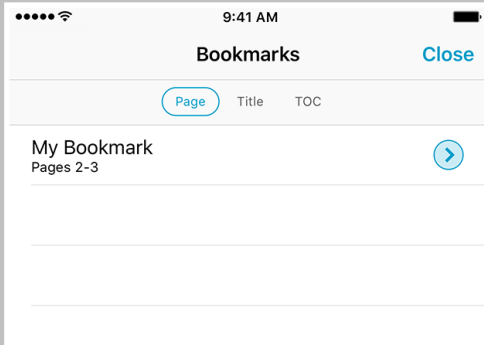 9:41 AM
Bookmarks Close
Page Title TOC
My Bookmark
Pages 2-3